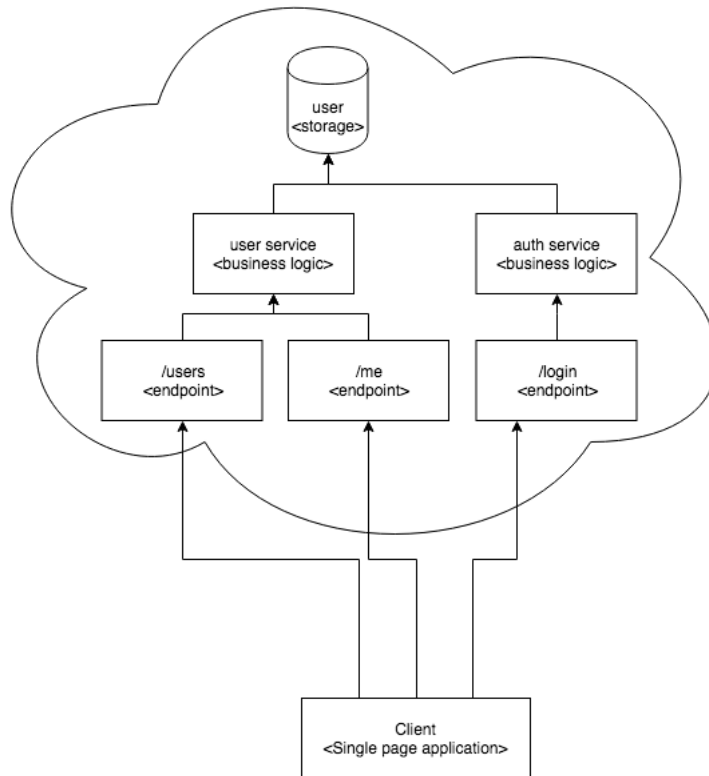 user
<storage>
user service
<business logic>
auth service
<business logic>
/users
<endpoint>
/me
<endpoint>
/login
<endpoint>
Client
<Single page application>